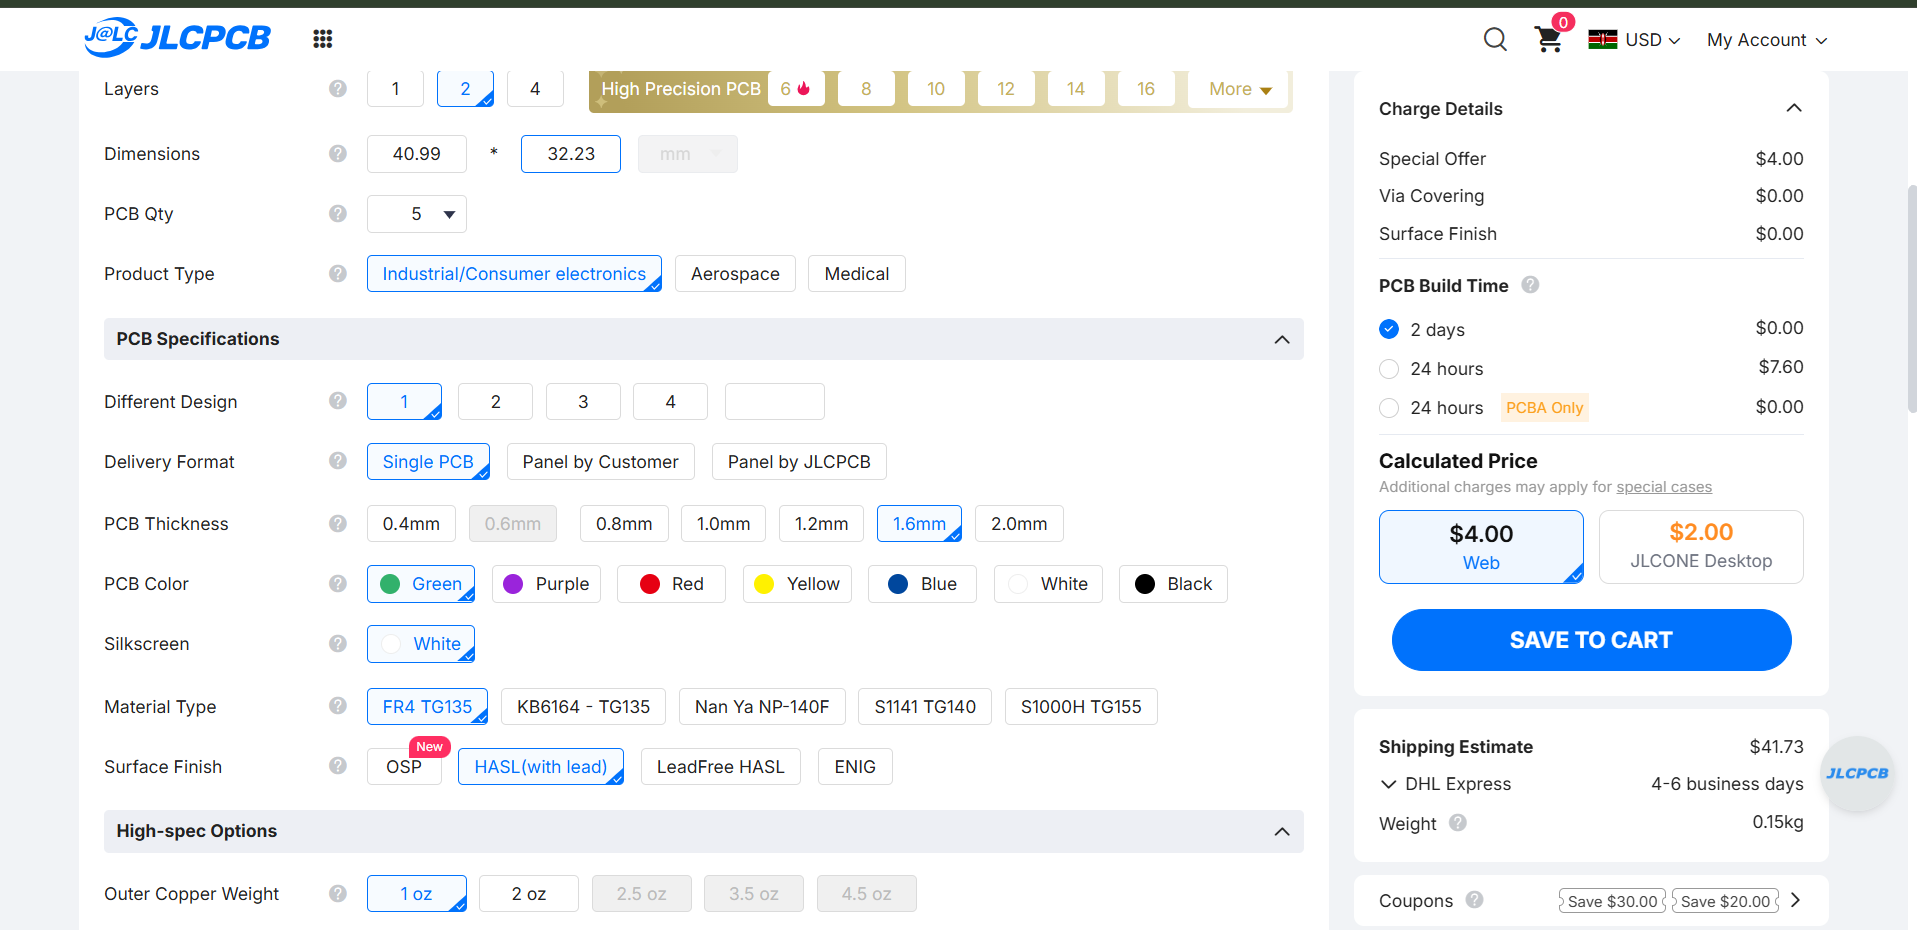 J@LC JLCPCB
0
USD
My Account
Layers ? 1 2 4 High Precision PCB 6 8 10 12 14 16 More
Dimensions ? 40.99 * 32.23 mm
PCB Qty ? 5
Product Type ? Industrial/Consumer electronics Aerospace Medical
PCB Specifications
Different Design ? 1 2 3 4
Delivery Format ? Single PCB Panel by Customer Panel by JLCPCB
PCB Thickness ? 0.4mm 0.6mm 0.8mm 1.0mm 1.2mm 1.6mm 2.0mm
PCB Color ? Green Purple Red Yellow Blue White Black
Silkscreen ? White
Material Type ? FR4 TG135 KB6164 - TG135 Nan Ya NP-140F S1141 TG140 S1000H TG155
New
Surface Finish ? OSP HASL(with lead) LeadFree HASL ENIG
High-spec Options
Outer Copper Weight ? 1 oz 2 oz 2.5 oz 3.5 oz 4.5 oz
Charge Details
Special Offer $4.00
Via Covering $0.00
Surface Finish $0.00
PCB Build Time ?
2 days $0.00
24 hours $7.60
24 hours PCBA Only $0.00
Calculated Price
Additional charges may apply for special cases
$4.00
Web
$2.00
JLCONE Desktop
SAVE TO CART
Shipping Estimate $41.73
DHL Express 4-6 business days
Weight ? 0.15kg
JLCPCB
Coupons ? Save $30.00 Save $20.00